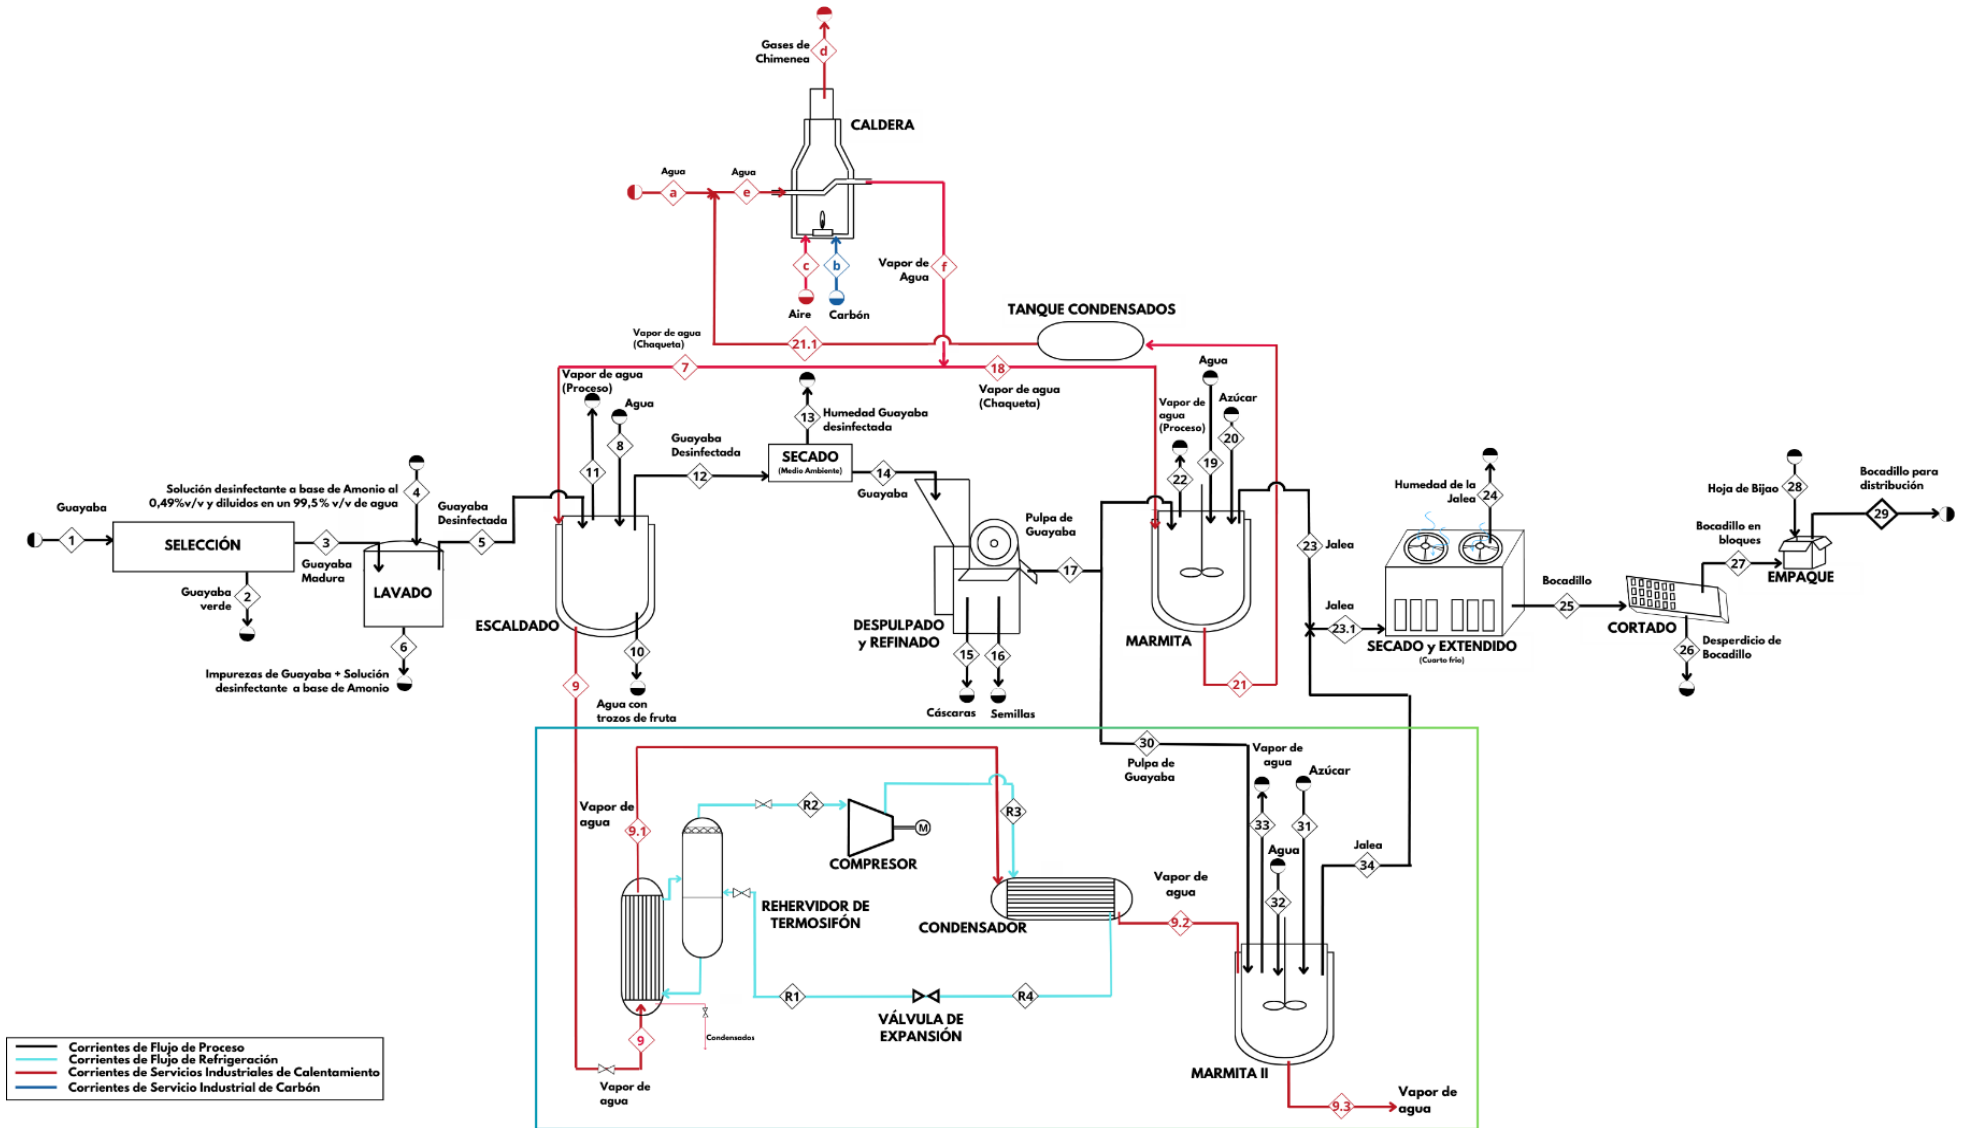 d
Gases de
Chimenea
CALDERA
Agua
a
Agua
e
Vapor de
Agua
f
c
b
Aire
Carbón
TANQUE CONDENSADOS
Vapor de agua
(Chaqueta)
21.1
7
18
Vapor de agua
(Chaqueta)
Vapor de agua
(Proceso)
Agua
11
8
Guayaba
1
SELECCIÓN
2
Guayaba
verde
3
Guayaba
Madura
Solución desinfectante a base de Amonio al
0,49%v/v y diluidos en un 99,5% v/v de agua
4
LAVADO
Guayaba
Desinfectada
5
6
Impurezas de Guayaba + Solución
desinfectante a base de Amonio
ESCALDADO
9
10
Agua con
trozos de fruta
Guayaba
Desinfectada
12
13
Humedad Guayaba
desinfectada
SECADO
(Medio Ambiente)
14
Guayaba
DESPULPADO
y REFINADO
15
16
Cáscaras
Semillas
Pulpa de
Guayaba
17
Vapor de
agua
(Proceso)
22
Agua
19
Azúcar
20
MARMITA
21
23
Jalea
Jalea
23.1
Humedad de la
Jalea
24
SECADO y EXTENDIDO
(Cuarto frío)
Bocadillo
25
CORTADO
26
Desperdicio de
Bocadillo
Bocadillo en
bloques
27
Hoja de Bijao
28
EMPAQUE
Bocadillo para
distribución
29
30
Pulpa de
Guayaba
Vapor de
agua
9.1
R2
COMPRESOR
M
R3
REHERVIDOR DE
TERMOSIFÓN
CONDENSADOR
Vapor de
agua
9.2
R1
VÁLVULA DE
EXPANSIÓN
R4
9
Condensados
Vapor de
agua
Vapor de
agua
33
Azúcar
31
Agua
32
Jalea
34
MARMITA II
9.3
Vapor de
agua
Corrientes de Flujo de Proceso
Corrientes de Flujo de Refrigeración
Corrientes de Servicios Industriales de Calentamiento
Corrientes de Servicio Industrial de Carbón